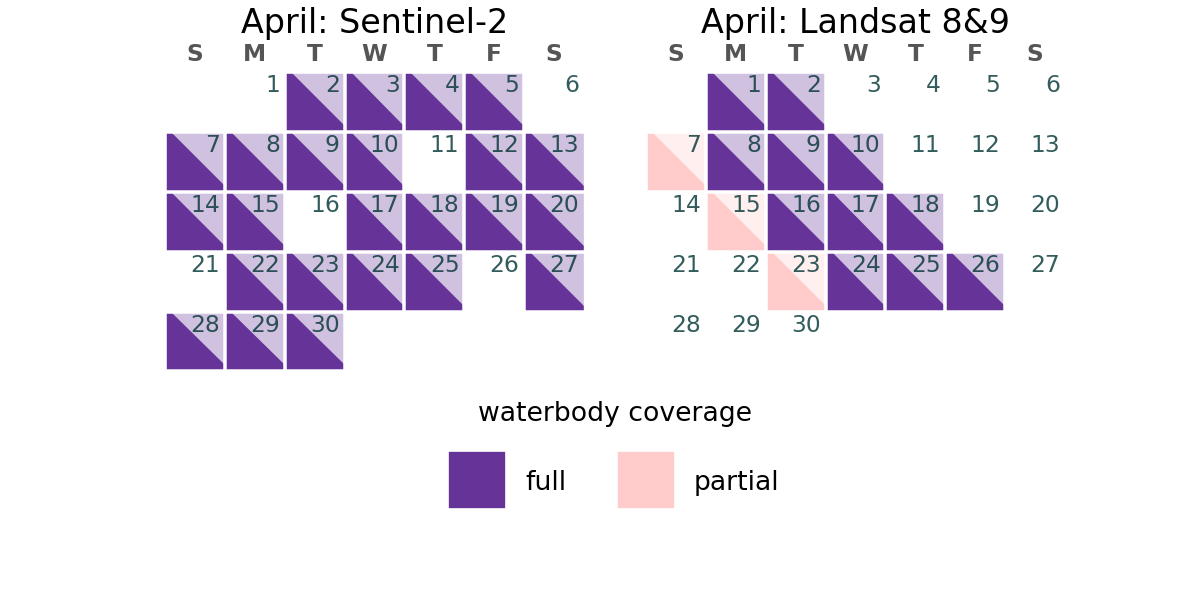 April: Sentinel-2
S M T W T F S
1 2 3 4 5 6
7 8 9 10 11 12 13
14 15 16 17 18 19 20
21 22 23 24 25 26 27
28 29 30
April: Landsat 8&9
S M T W T F S
1 2 3 4 5 6
7 8 9 10 11 12 13
14 15 16 17 18 19 20
21 22 23 24 25 26 27
28 29 30
waterbody coverage
full partial